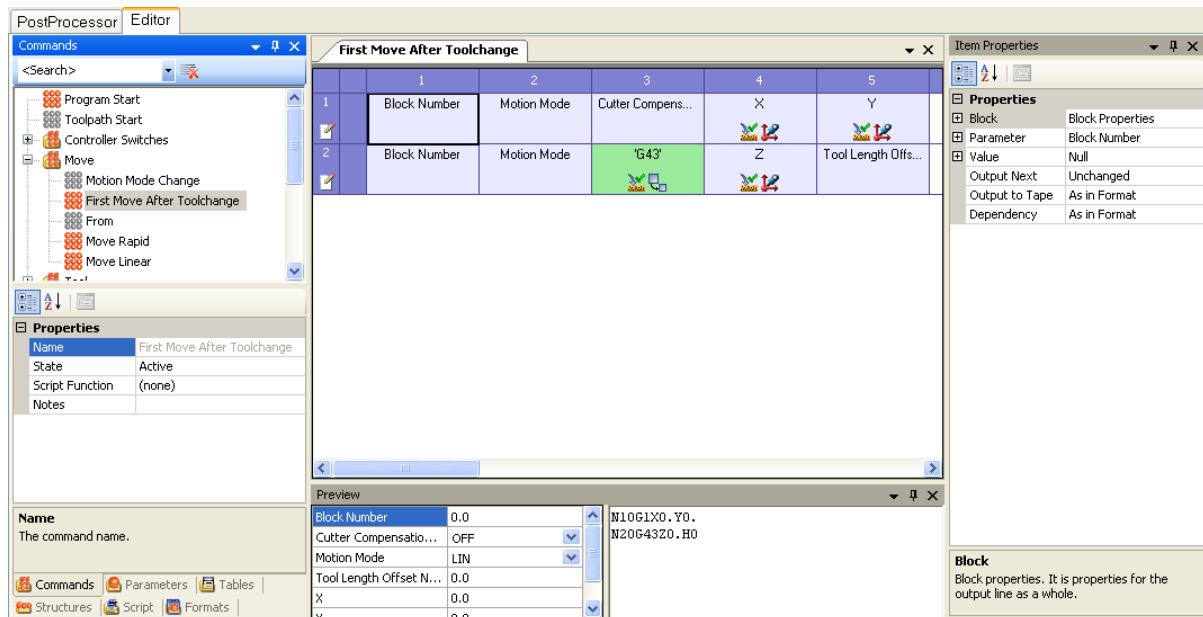 PostProcessor Editor
Commands
<Search>
Program Start
Toolpath Start
Controller Switches
Move
Motion Mode Change
First Move After Toolchange
From
Move Rapid
Move Linear
Tool
Properties
Name First Move After Toolchange
State Active
Script Function (none)
Notes
Name
The command name.
Commands Parameters Tables
Structures Script Formats
First Move After Toolchange
1 2 3 4 5
1 Block Number Motion Mode Cutter Compens... X Y
2 Block Number Motion Mode 'G43' Z Tool Length Offs...
Preview
Block Number 0.0
Cutter Compensatio... OFF
Motion Mode LIN
Tool Length Offset N... 0.0
X 0.0
Y 0.0
N10G1X0.Y0.
N20G43Z0.H0
Item Properties
Properties
Block Block Properties
Parameter Block Number
Value Null
Output Next Unchanged
Output to Tape As in Format
Dependency As in Format
Block
Block properties. It is properties for the
output line as a whole.